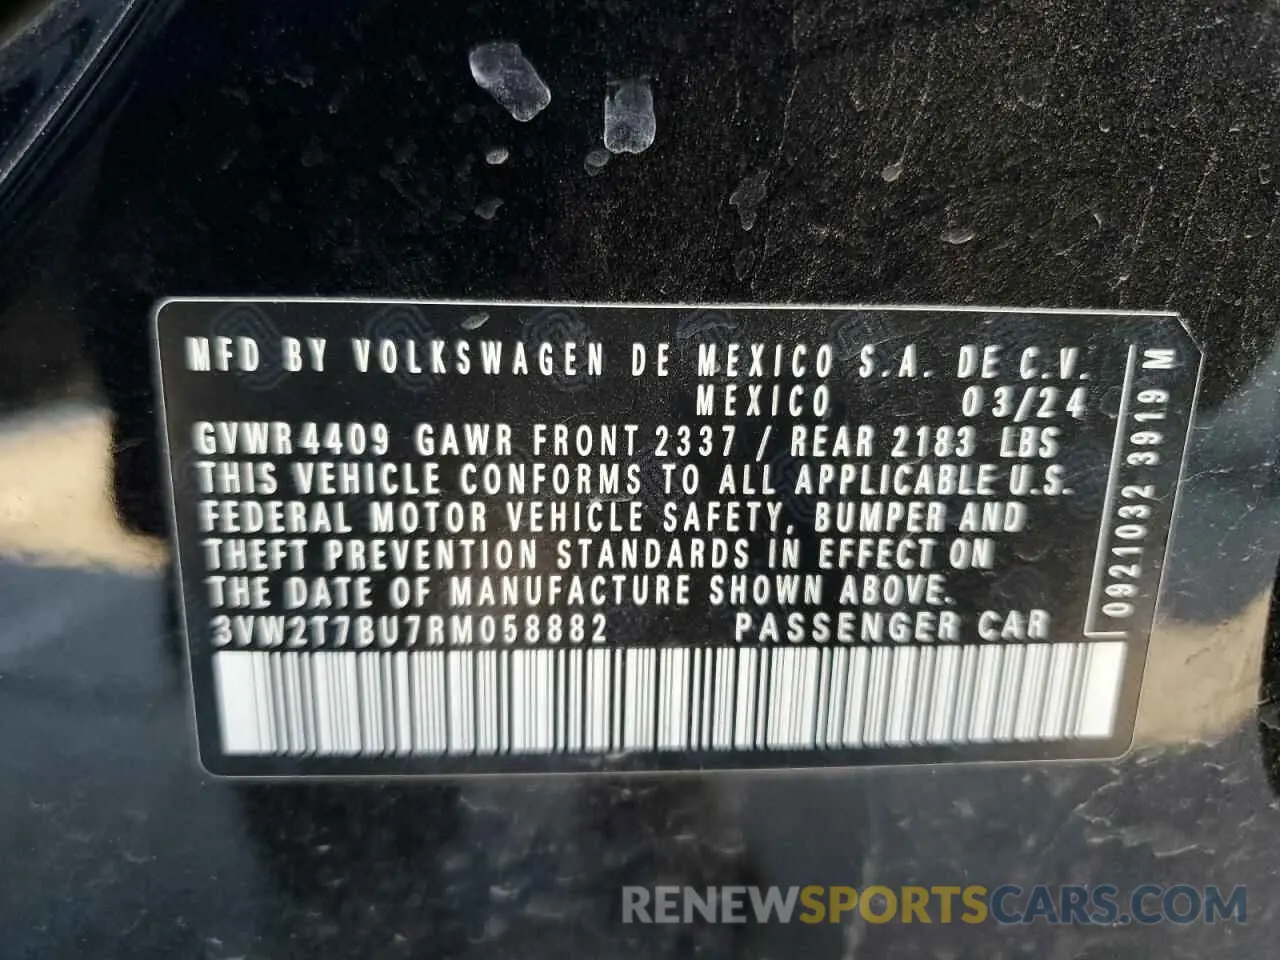 MFD BY VOLKSWAGEN DE MEXICO S.A. DE C.V.
MEXICO 03/24
GVWR 4409 GAWR FRONT 2337 / REAR 2183 LBS
THIS VEHICLE CONFORMS TO ALL APPLICABLE U.S.
FEDERAL MOTOR VEHICLE SAFETY, BUMPER AND
THEFT PREVENTION STANDARDS IN EFFECT ON
THE DATE OF MANUFACTURE SHOWN ABOVE.
3VW2T7BU7RM058882 PASSENGER CAR
0921032 3919 M
RENEWSPORTSCARS.COM